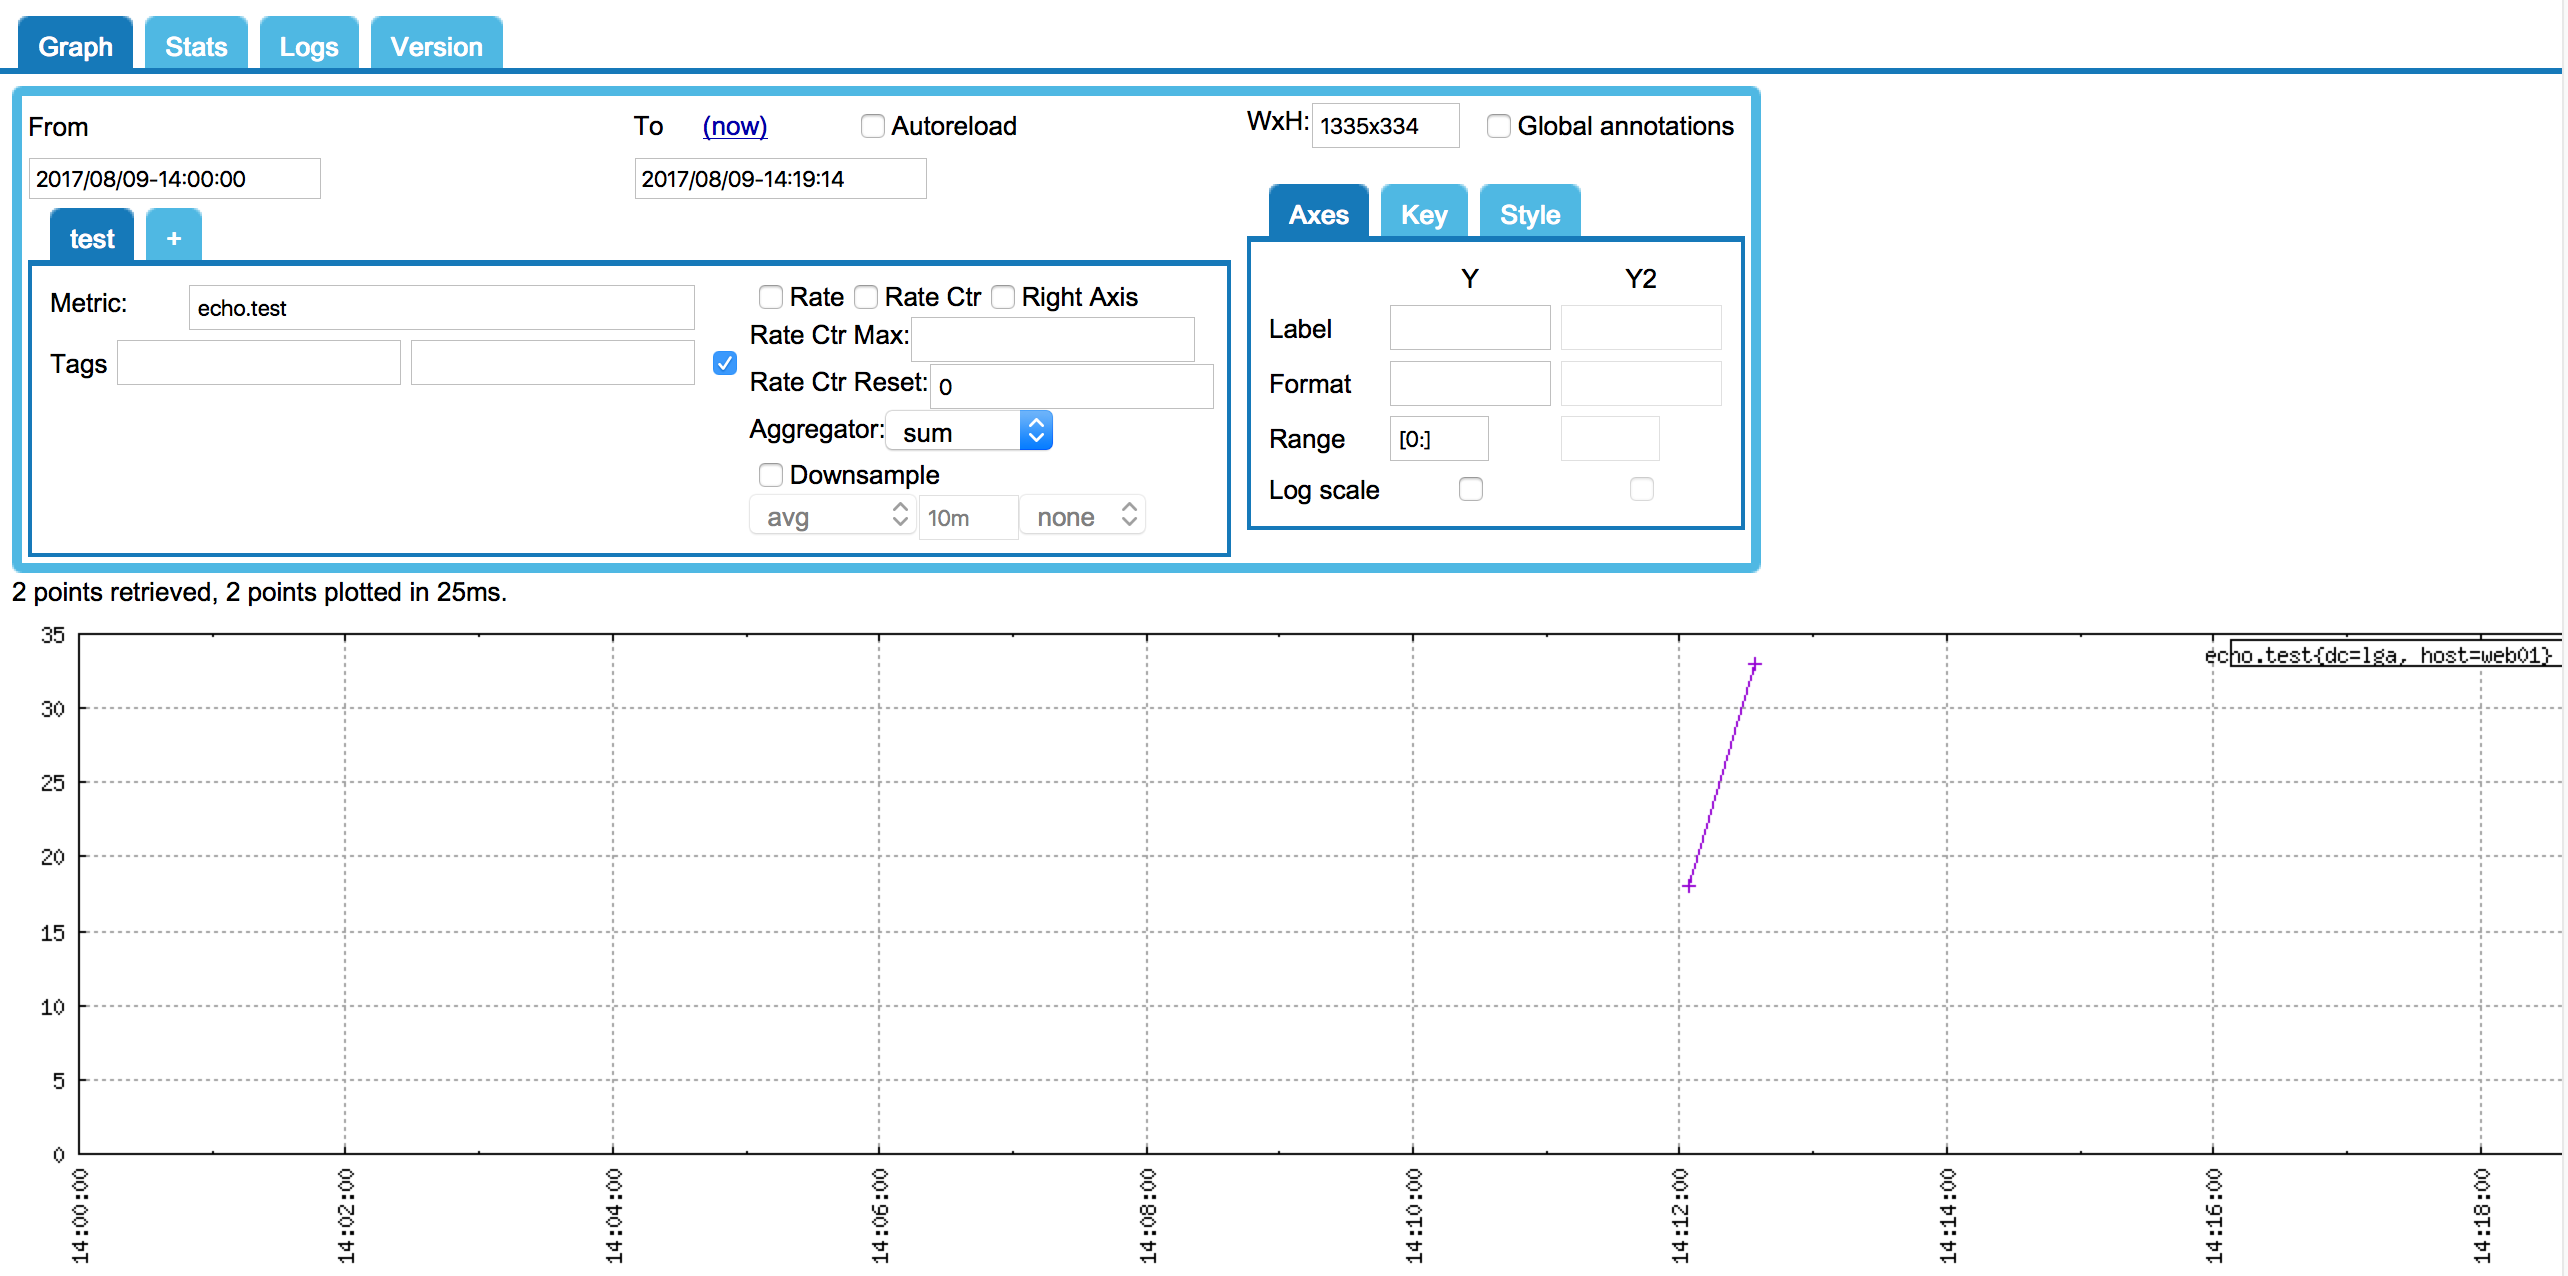 Graph Stats Logs Version
From To (now) Autoreload WxH: 1335x334 Global annotations
2017/08/09-14:00:00 2017/08/09-14:19:14
test + Axes Key Style
Metric: echo.test
Tags
Rate Rate Ctr Right Axis
Rate Ctr Max:
Rate Ctr Reset: 0
Aggregator: sum
Downsample
avg 10m none
Y Y2
Label
Format
Range [0:]
Log scale
2 points retrieved, 2 points plotted in 25ms.
echo.test{dc=lga, host=web01}
35
30
25
20
15
10
5
0
14:00:00
14:02:00
14:04:00
14:06:00
14:08:00
14:10:00
14:12:00
14:14:00
14:16:00
14:18:00